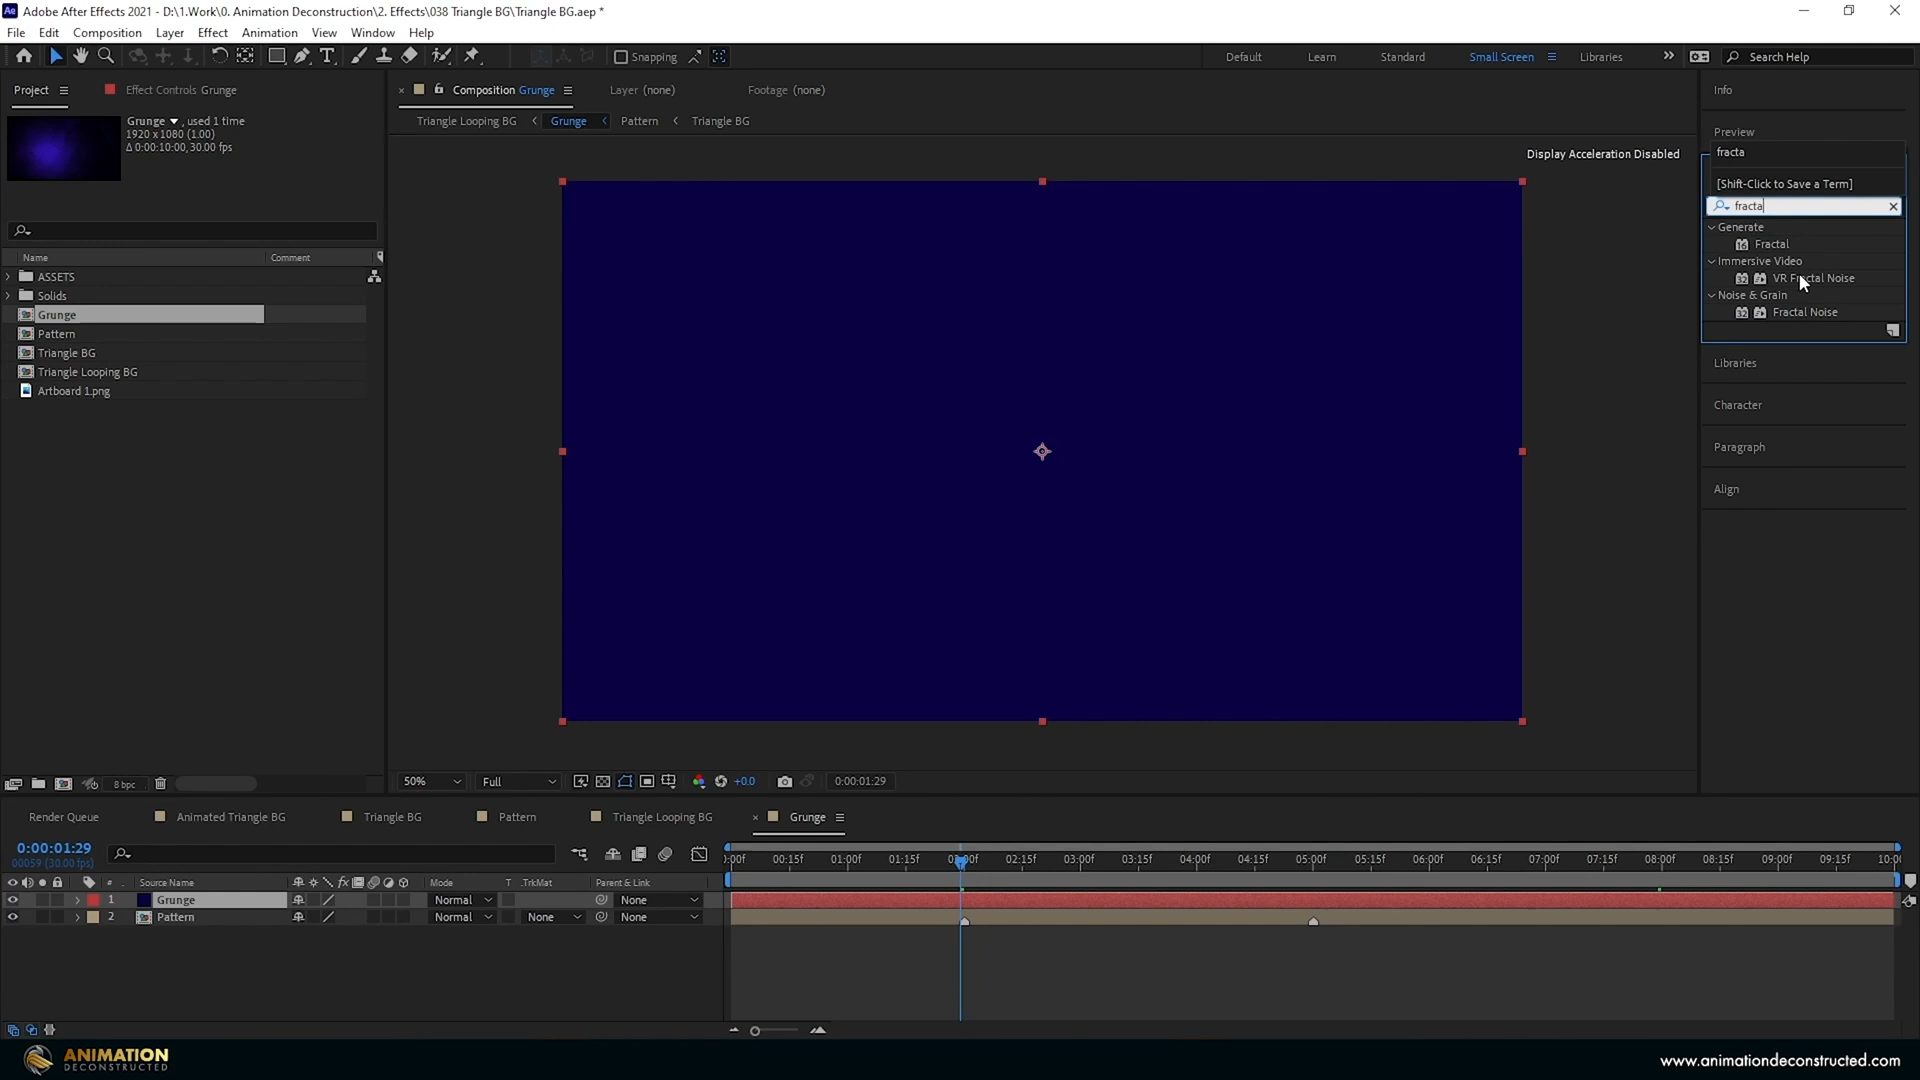 Adobe After Effects 2021 - D:\1.Work\0. Animation Deconstruction\2. Effects\038 Triangle BG\Triangle BG.aep *
File Edit Composition Layer Effect Animation View Window Help
Snapping Default Learn Standard Small Screen Libraries Search Help
Project Effect Controls Grunge Composition Grunge Layer (none) Footage (none) Info
Grunge , used 1 time
1920 x 1080 (1.00)
Δ 0:00:10:00, 30.00 fps
Triangle Looping BG Grunge Pattern Triangle BG
Display Acceleration Disabled
Preview
fracta
[Shift-Click to Save a Term]
fracta
Generate
Fractal
Immersive Video
VR Fractal Noise
Noise & Grain
Fractal Noise
Libraries
Character
Paragraph
Align
Name Comment
ASSETS
Solids
Grunge
Pattern
Triangle BG
Triangle Looping BG
Artboard 1.png
8 bpc
50% Full +0.0 0:00:01:29
Render Queue Animated Triangle BG Triangle BG Pattern Triangle Looping BG Grunge
0:00:01:29
00059 (30.00 fps)
:00f 00:15f 01:00f 01:15f 02:00f 02:15f 03:00f 03:15f 04:00f 04:15f 05:00f 05:15f 06:00f 06:15f 07:00f 07:15f 08:00f 08:15f 09:00f 09:15f 10:00
# Source Name fx Mode T .TrkMat Parent & Link
1 Grunge Normal None
2 Pattern Normal None None
ANIMATION
DECONSTRUCTED
www.animationdeconstructed.com